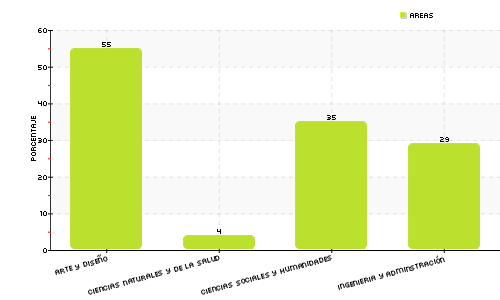 AREAS
60
50
40
30
20
10
0
PORCENTAJE
55
4
35
29
ARTE Y DISEÑO
CIENCIAS NATURALES Y DE LA SALUD
CIENCIAS SOCIALES Y HUMANIDADES
INGENIERIA Y ADMINSTRACIÓN